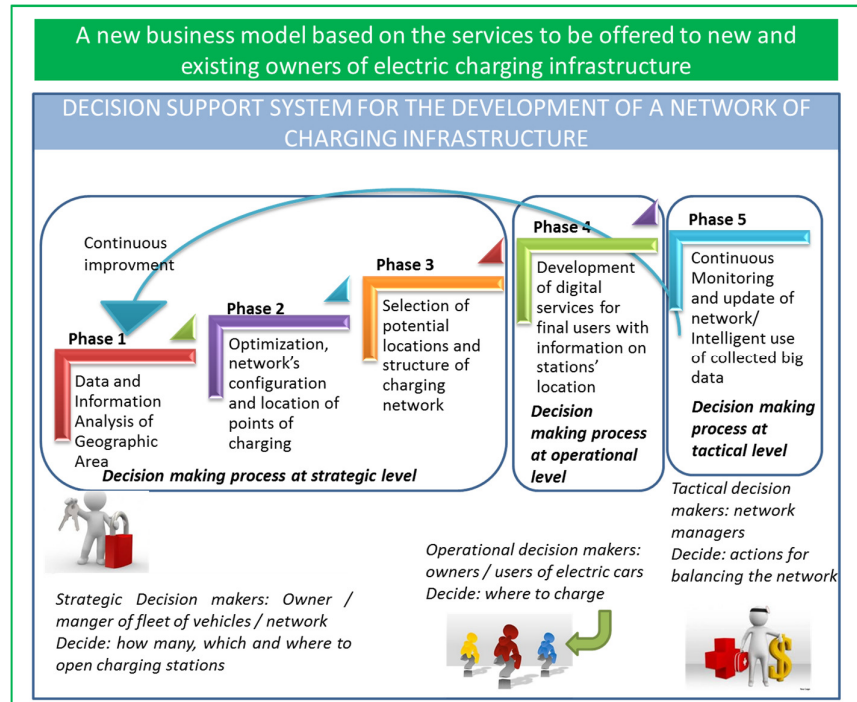 A new business model based on the services to be offered to new and
existing owners of electric charging infrastructure
DECISION SUPPORT SYSTEM FOR THE DEVELOPMENT OF A NETWORK OF
CHARGING INFRASTRUCTURE
Continuous
improvment
Phase 1
Data and
Information
Analysis of
Geographic
Area
Phase 2
Optimization,
network's
configuration
and location of
points of
charging
Phase 3
Selection of
potential
locations and
structure of
charging
network
Decision making process at strategic level
Phase 4
Development
of digital
services for
final users with
information on
stations'
location
Decision
making process
at operational
level
Phase 5
Continuous
Monitoring
and update of
network/
Intelligent use
of collected big
data
Decision making
process at
tactical level
Strategic Decision makers: Owner /
manger of fleet of vehicles / network
Decide: how many, which and where to
open charging stations
Operational decision makers:
owners / users of electric cars
Decide: where to charge
Tactical decision
makers: network
managers
Decide: actions for
balancing the network